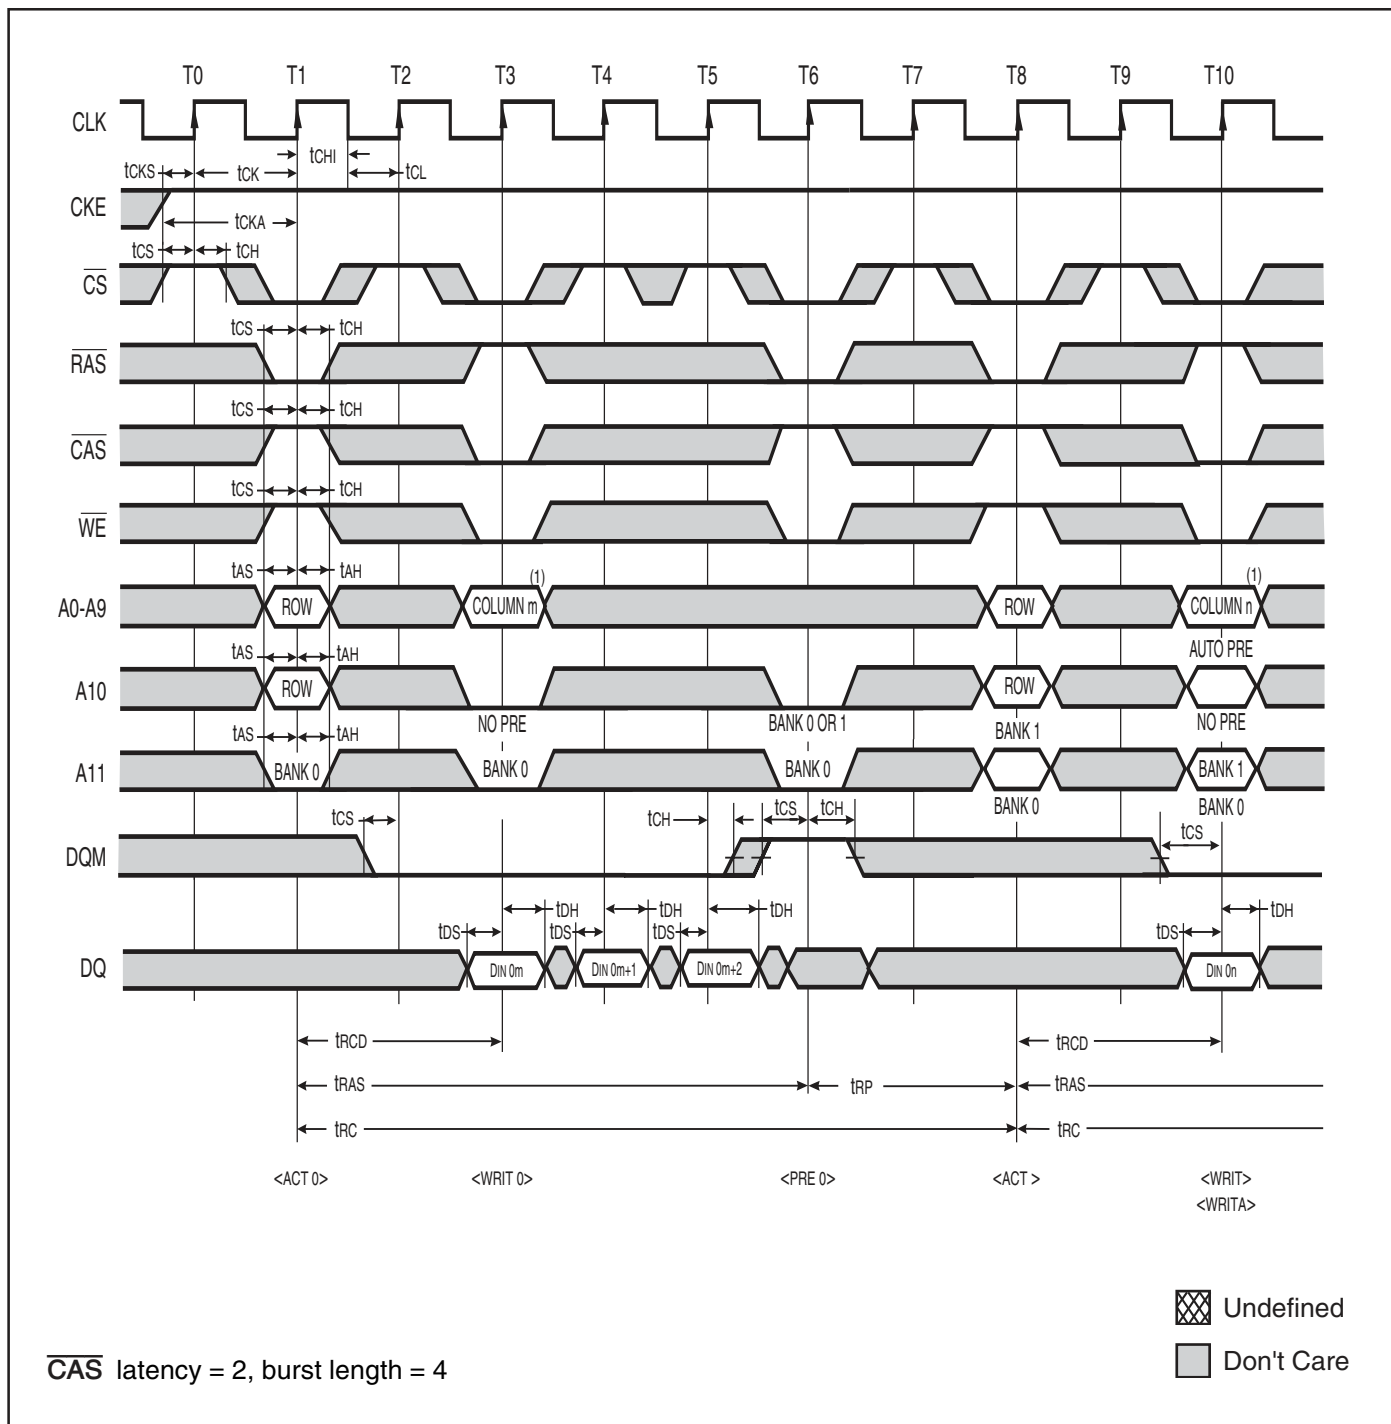 T0 T1 T2 T3 T4 T5 T6 T7 T8 T9 T10
CLK
tCHI
tCKS tCK tCL
CKE
tCKA
tCS tCH
CS
tCS tCH
RAS
tCS tCH
CAS
tCS tCH
WE
tAS tAH (1) (1)
A0-A9 ROW COLUMN m ROW COLUMN n
tAS tAH AUTO PRE
A10 ROW ROW
NO PRE BANK 0 OR 1 BANK 1 NO PRE
tAS tAH
A11 BANK 0 BANK 0 BANK 0 BANK 1
BANK 0 BANK 0
tCS tCH tCS tCH tCS
DQM
tDH tDH tDH tDH
tDS tDS tDS tDS
DQ DIN 0m DIN 0m+1 DIN 0m+2 DIN 0n
tRCD tRCD
tRAS tRP tRAS
tRC tRC
<ACT 0> <WRIT 0> <PRE 0> <ACT > <WRIT>
<WRITA>
Undefined
Don't Care
CAS latency = 2, burst length = 4